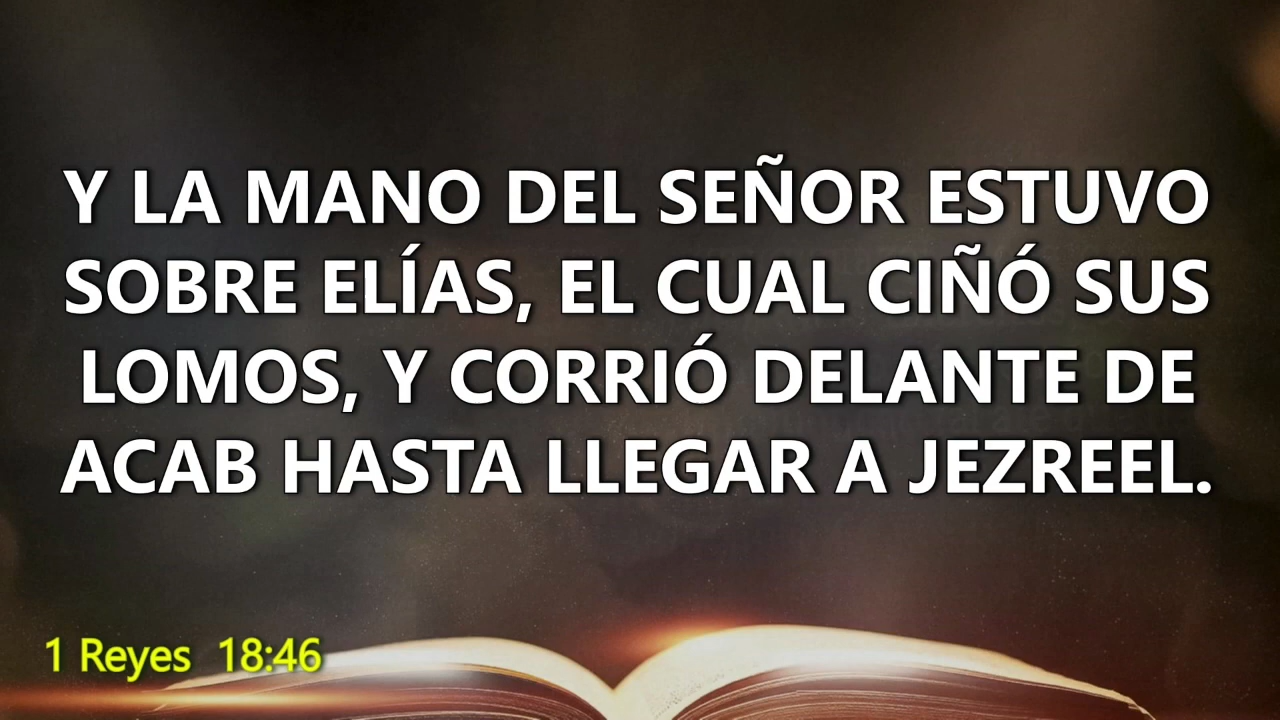 Y LA MANO DEL SEÑOR ESTUVO
SOBRE ELÍAS, EL CUAL CIÑÓ SUS
LOMOS, Y CORRIÓ DELANTE DE
ACAB HASTA LLEGAR A JEZREEL.
1 Reyes 18:46